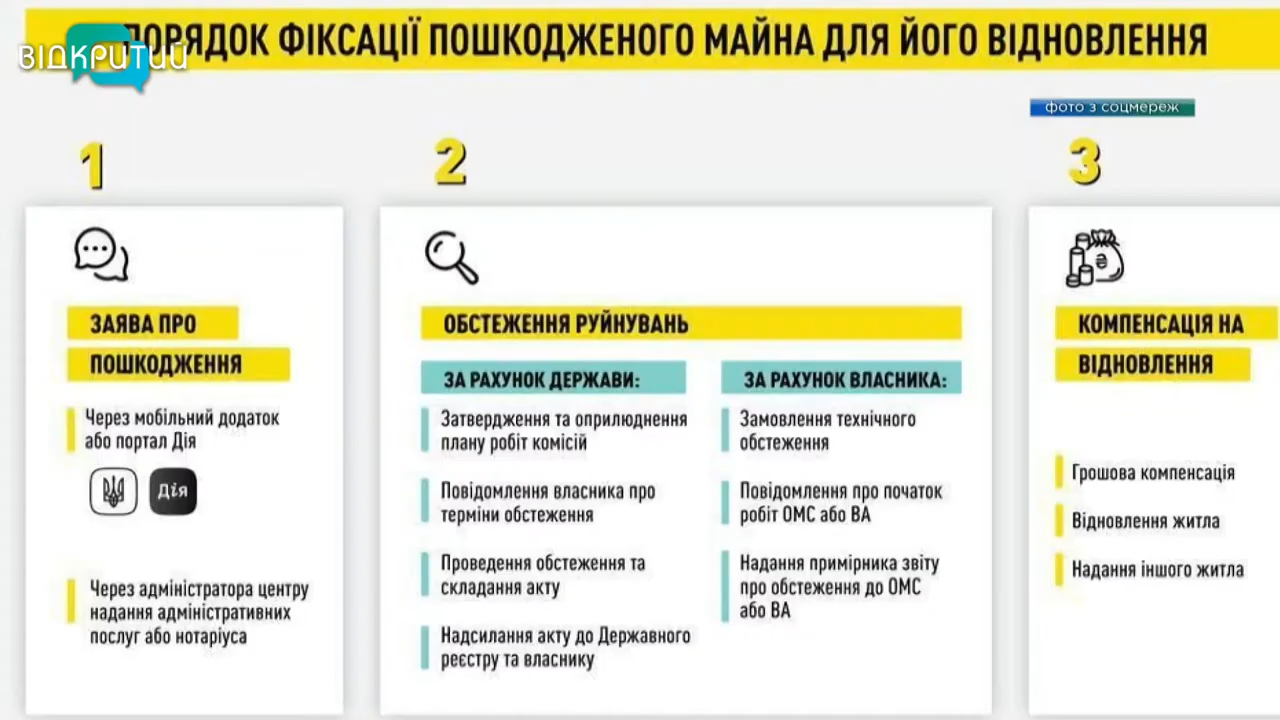 ВІДКРИТИЙ
ПОРЯДОК ФІКСАЦІЇ ПОШКОДЖЕНОГО МАЙНА ДЛЯ ЙОГО ВІДНОВЛЕННЯ
фото з соцмереж
1
ЗАЯВА ПРО
ПОШКОДЖЕННЯ
Через мобільний додаток
або портал Дія
Дія
Через адміністратора центру
надання адміністративних
послуг або нотаріуса
2
ОБСТЕЖЕННЯ РУЙНУВАНЬ
ЗА РАХУНОК ДЕРЖАВИ:
Затвердження та оприлюднення
плану робіт комісій
Повідомлення власника про
терміни обстеження
Проведення обстеження та
складання акту
Надсилання акту до Державного
реєстру та власнику
ЗА РАХУНОК ВЛАСНИКА:
Замовлення технічного
обстеження
Повідомлення про початок
робіт ОМС або ВА
Надання примірника звіту
про обстеження до ОМС
або ВА
3
КОМПЕНСАЦІЯ НА
ВІДНОВЛЕННЯ
Грошова компенсація
Відновлення житла
Надання іншого житла